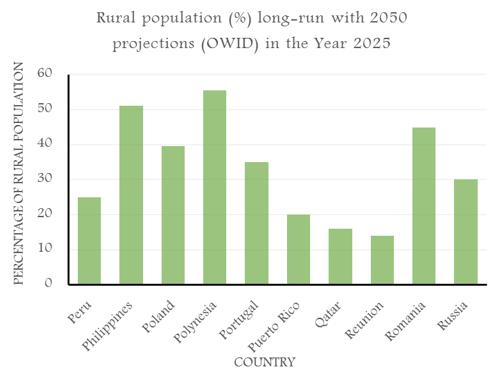 Rural population (%) long-run with 2050
projections (OWID) in the Year 2025
PERCENTAGE OF RURAL POPULATION
60
50
40
30
20
10
0
Peru
Philippines
Poland
Polynesia
Portugal
Puerto Rico
Qatar
Reunion
Romania
Russia
COUNTRY